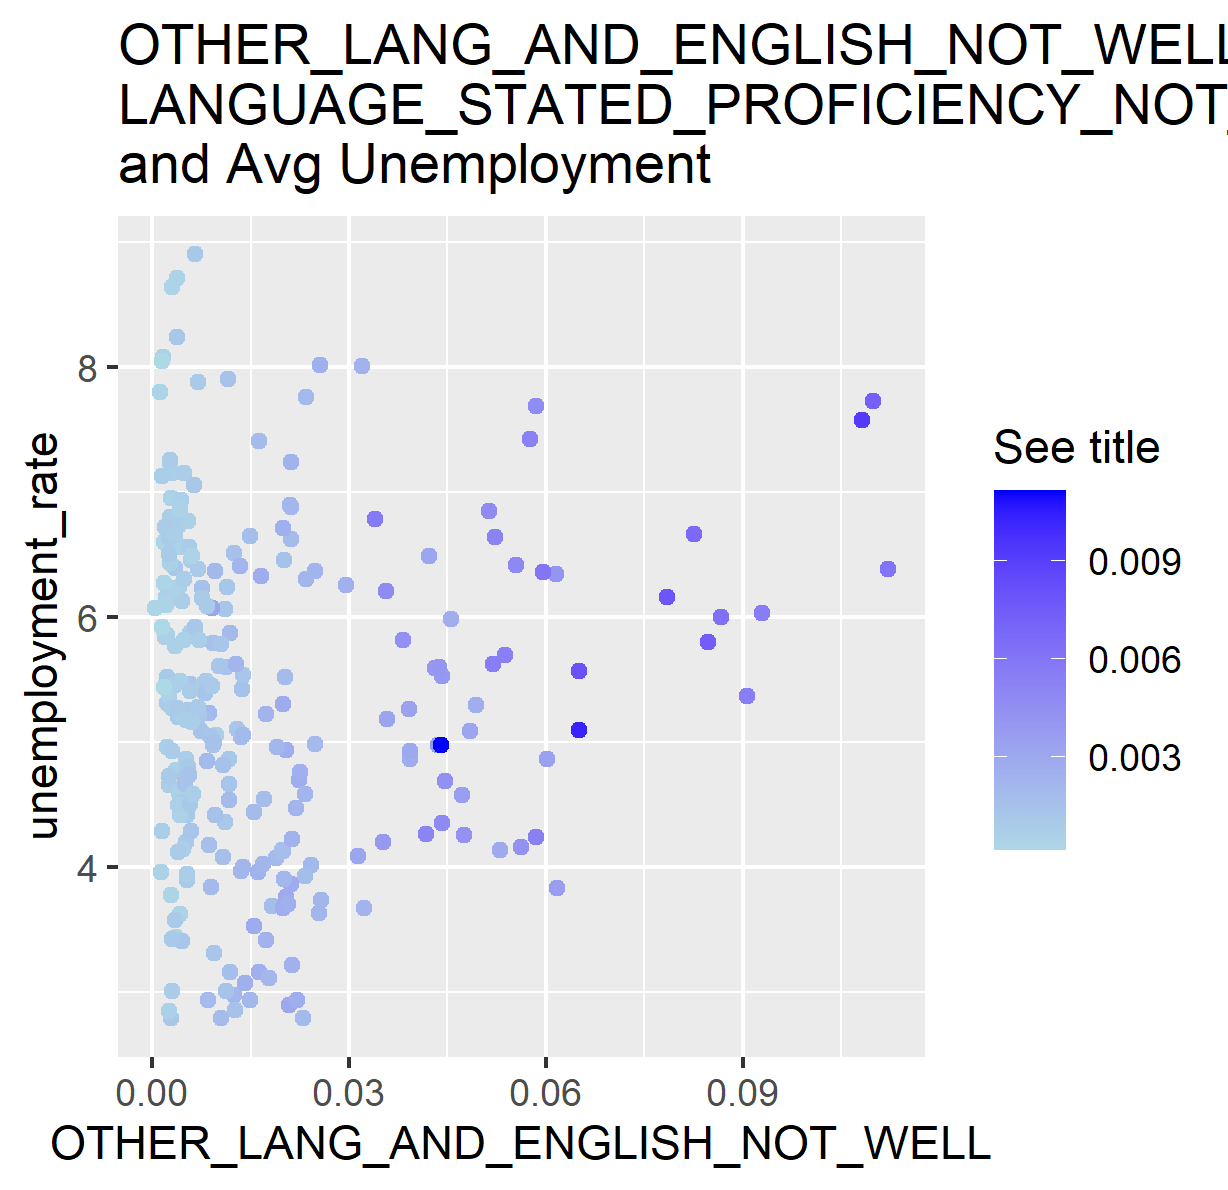 OTHER_LANG_AND_ENGLISH_NOT_WELL
LANGUAGE_STATED_PROFICIENCY_NOT_
and Avg Unemployment
unemployment_rate
8
6
4
0.00 0.03 0.06 0.09
OTHER_LANG_AND_ENGLISH_NOT_WELL
See title
0.009
0.006
0.003